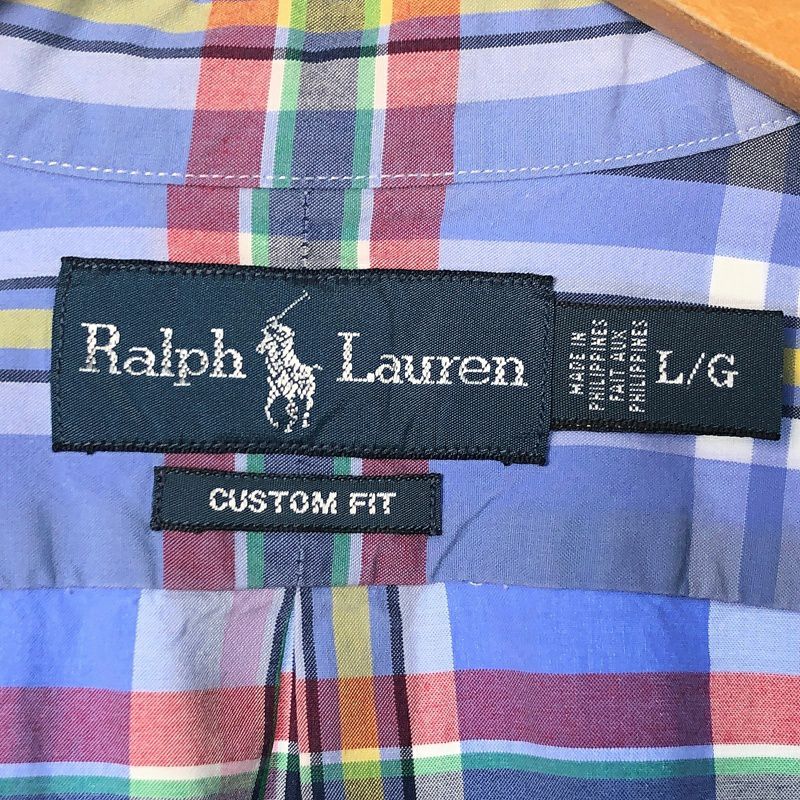 Ralph Lauren
MADE IN
PHILIPPINES
FAIT AUX
PHILIPPINES
L/G
CUSTOM FIT